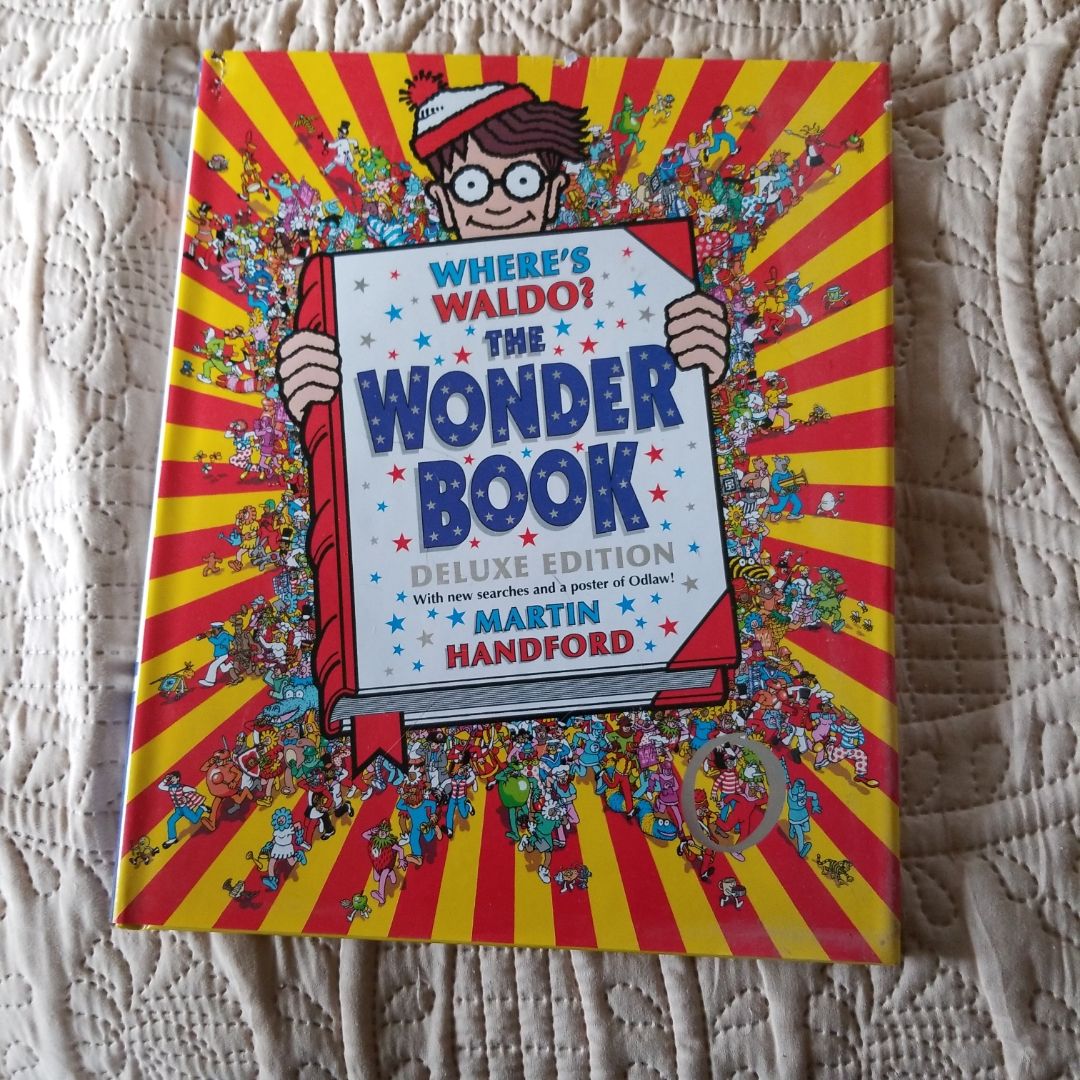 WHERE'S
WALDO?
THE
WONDER
BOOK
DELUXE EDITION
With new searches and a poster of Odlaw!
MARTIN
HANDFORD